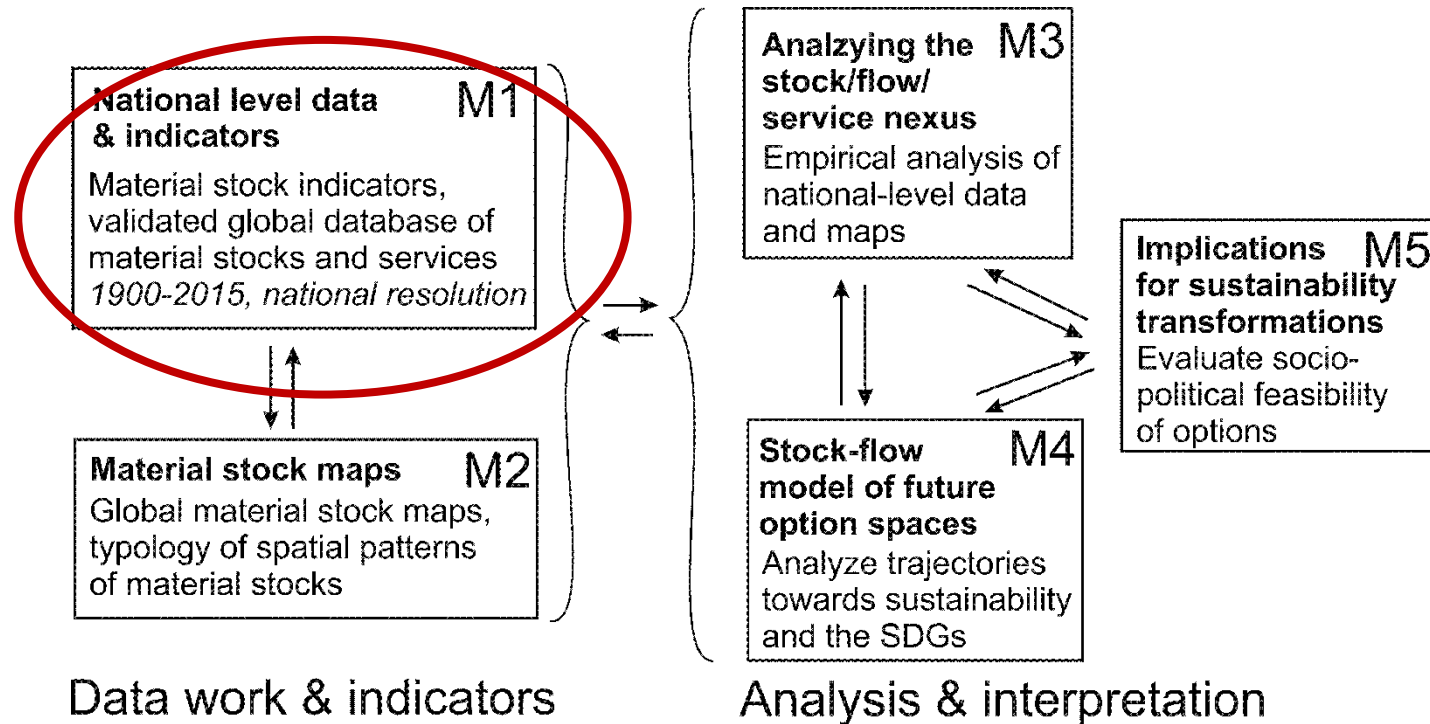 National level data
& indicators
M1
Material stock indicators,
validated global database of
material stocks and services
1900-2015, national resolution
Material stock maps
M2
Global material stock maps,
typology of spatial patterns
of material stocks
Data work & indicators
Analzying the
stock/flow/
service nexus
M3
Empirical analysis of
national-level data
and maps
Stock-flow
model of future
option spaces
M4
Analyze trajectories
towards sustainability
and the SDGs
Implications
for sustainability
transformations
M5
Evaluate socio-
political feasibility
of options
Analysis & interpretation